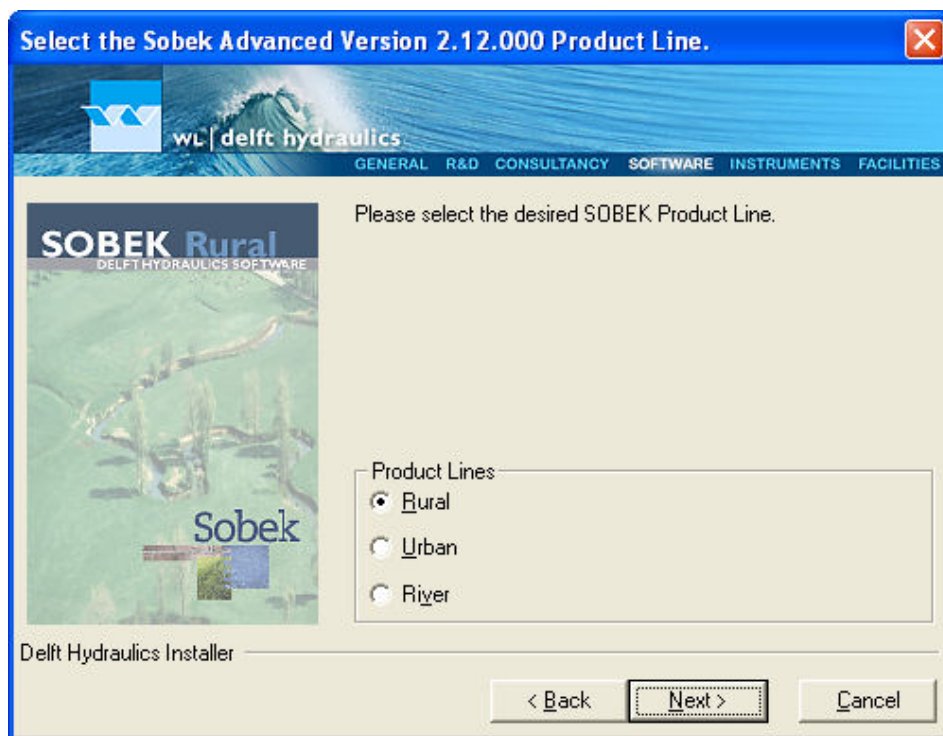 Select the Sobek Advanced Version 2.12.000 Product Line.
WL | delft hydraulics
GENERAL R&D CONSULTANCY SOFTWARE INSTRUMENTS FACILITIES
SOBEK Rural
DELFT HYDRAULICS SOFTWARE
Sobek
Please select the desired SOBEK Product Line.
Product Lines
Rural
Urban
River
Delft Hydraulics Installer
< Back
Next >
Cancel